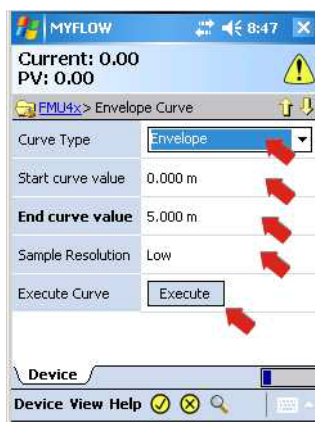 MYFLOW 8:47
Current: 0.00
PV: 0.00
FMU4x> Envelope Curve
Curve Type Envelope
Start curve value 0.000 m
End curve value 5.000 m
Sample Resolution Low
Execute Curve Execute
Device
Device View Help